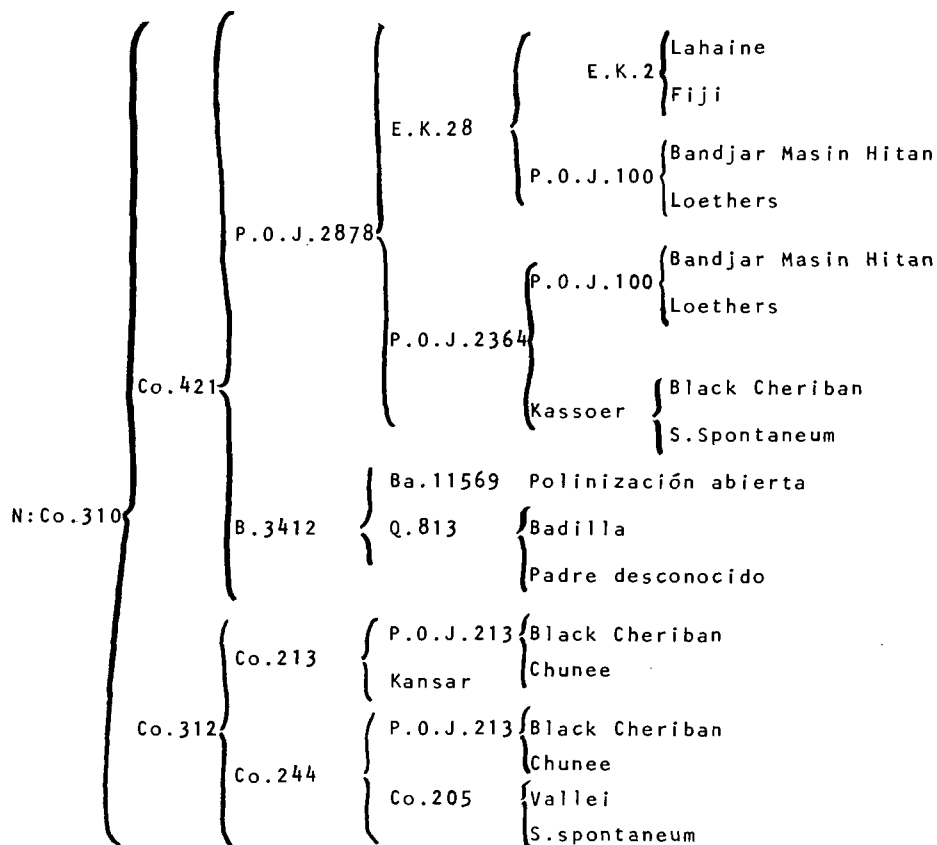 Lahaine
E.K.2
Fiji
E.K.28
Bandjar Masin Hitan
P.O.J.100
Loethers
P.O.J.2878
Bandjar Masin Hitan
P.O.J.100
Loethers
P.O.J.2364
Co.421
Black Cheriban
Kassoer
S.Spontaneum
Ba.11569 Polinización abierta
N:Co.310
B.3412 Q.813 Badilla
Padre desconocido
P.O.J.213 Black Cheriban
Co.213
Kansar Chunee
Co.312 P.O.J.213 Black Cheriban
Chunee
Co.244
Co.205 Vallei
S.spontaneum